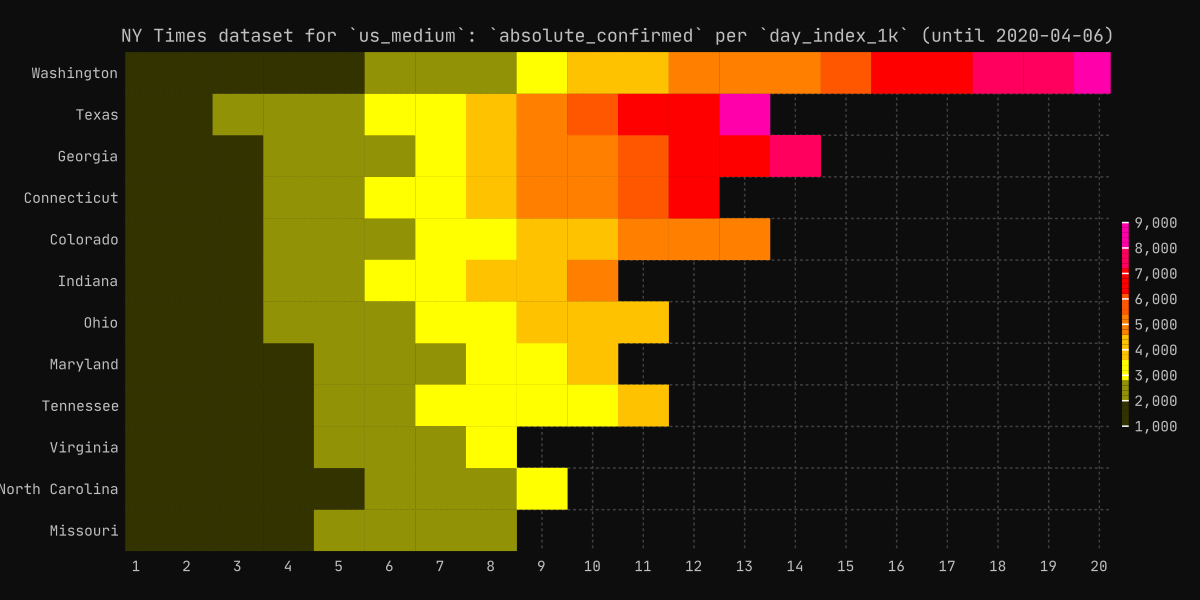 NY Times dataset for `us_medium`: `absolute_confirmed` per `day_index_1k` (until 2020-04-06)
Washington
Texas
Georgia
Connecticut
Colorado
Indiana
Ohio
Maryland
Tennessee
Virginia
North Carolina
Missouri
1 2 3 4 5 6 7 8 9 10 11 12 13 14 15 16 17 18 19 20
9,000
8,000
7,000
6,000
5,000
4,000
3,000
2,000
1,000